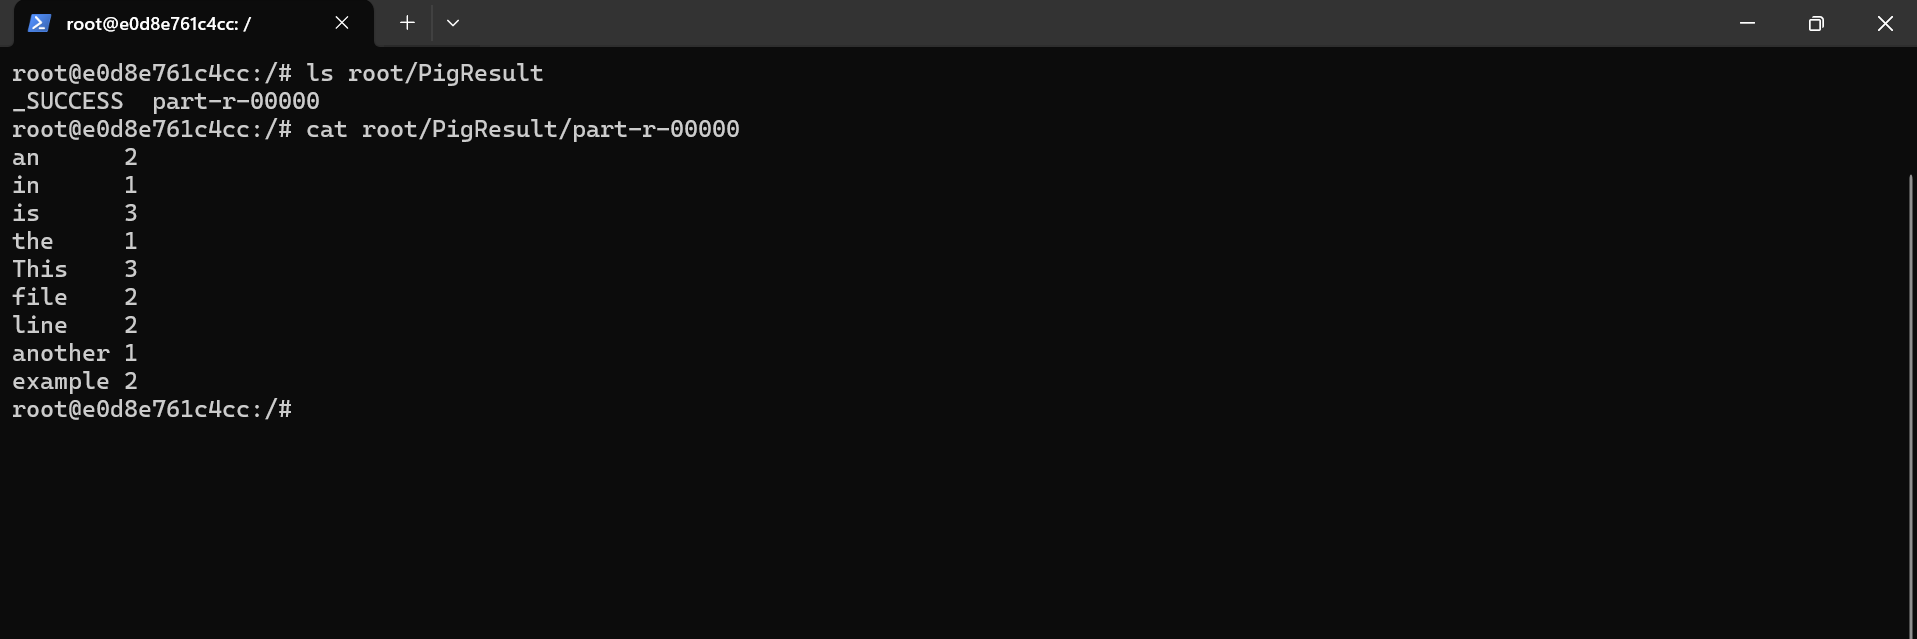 root@e0d8e761c4cc: /
root@e0d8e761c4cc:/# ls root/PigResult
_SUCCESS  part-r-00000
root@e0d8e761c4cc:/# cat root/PigResult/part-r-00000
an      2
in      1
is      3
the     1
This    3
file    2
line    2
another 1
example 2
root@e0d8e761c4cc:/#